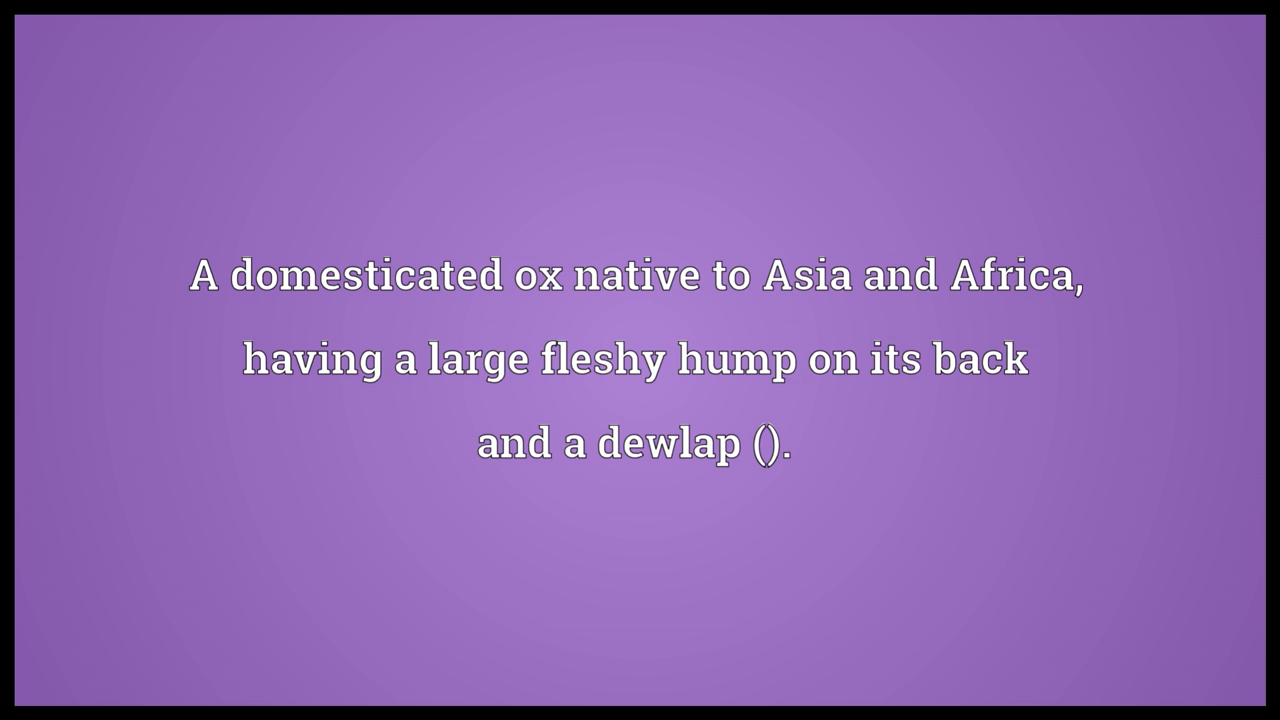 A domesticated ox native to Asia and Africa,
having a large fleshy hump on its back
and a dewlap ().